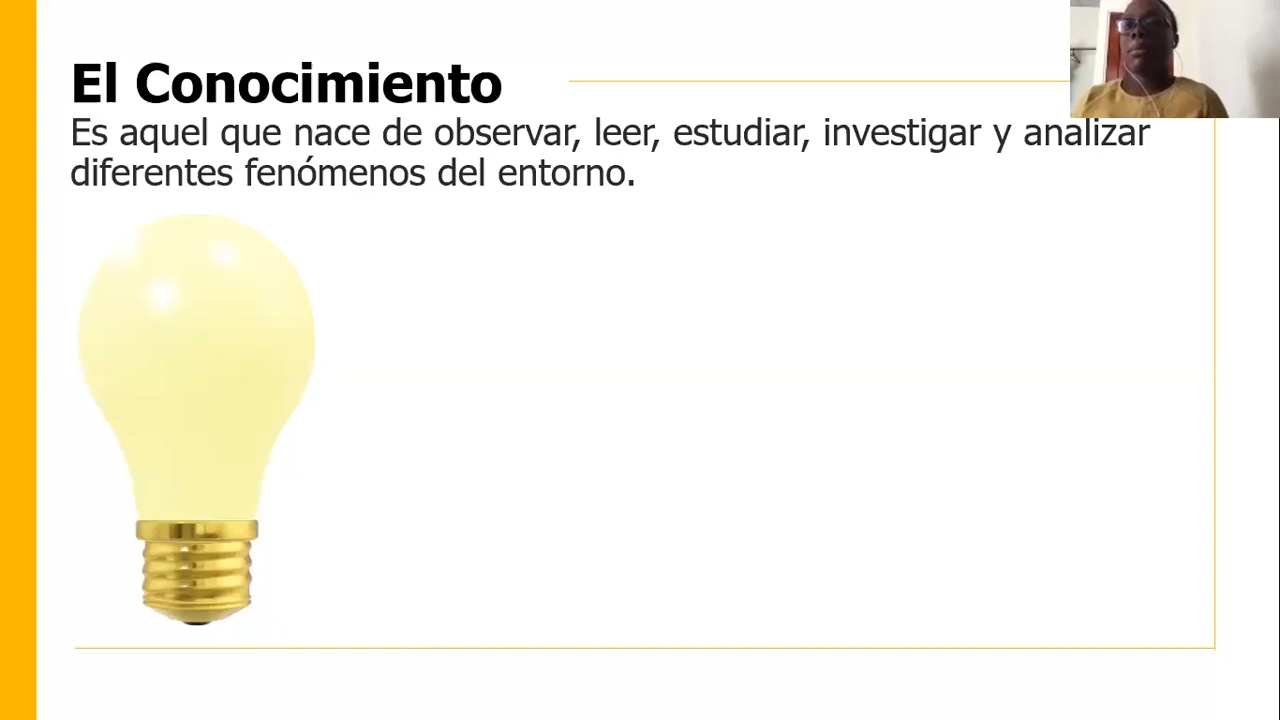 El Conocimiento
Es aquel que nace de observar, leer, estudiar, investigar y analizar
diferentes fenómenos del entorno.